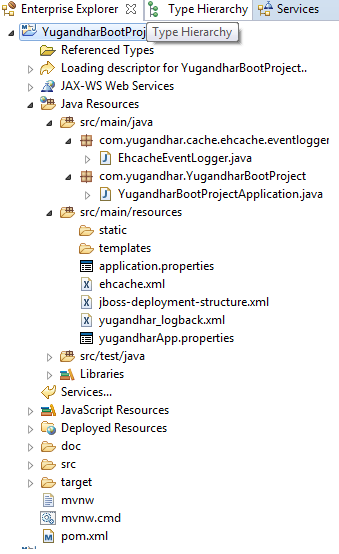 Enterprise Explorer Type Hierarchy Services
YugandharBootProj Type Hierarchy
Referenced Types
Loading descriptor for YugandharBootProject..
JAX-WS Web Services
Java Resources
src/main/java
com.yugandhar.cache.ehcache.eventlogger
EhcacheEventLogger.java
com.yugandhar.YugandharBootProject
YugandharBootProjectApplication.java
src/main/resources
static
templates
application.properties
ehcache.xml
jboss-deployment-structure.xml
yugandhar_logback.xml
yugandharApp.properties
src/test/java
Libraries
Services...
JavaScript Resources
Deployed Resources
doc
src
target
mvnw
mvnw.cmd
pom.xml